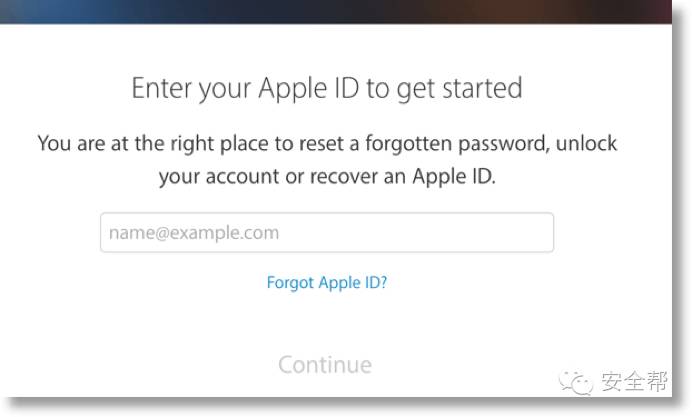 Enter your Apple ID to get started
You are at the right place to reset a forgotten password, unlock
your account or recover an Apple ID.
name@example.com
Forgot Apple ID?
Continue
安全帮